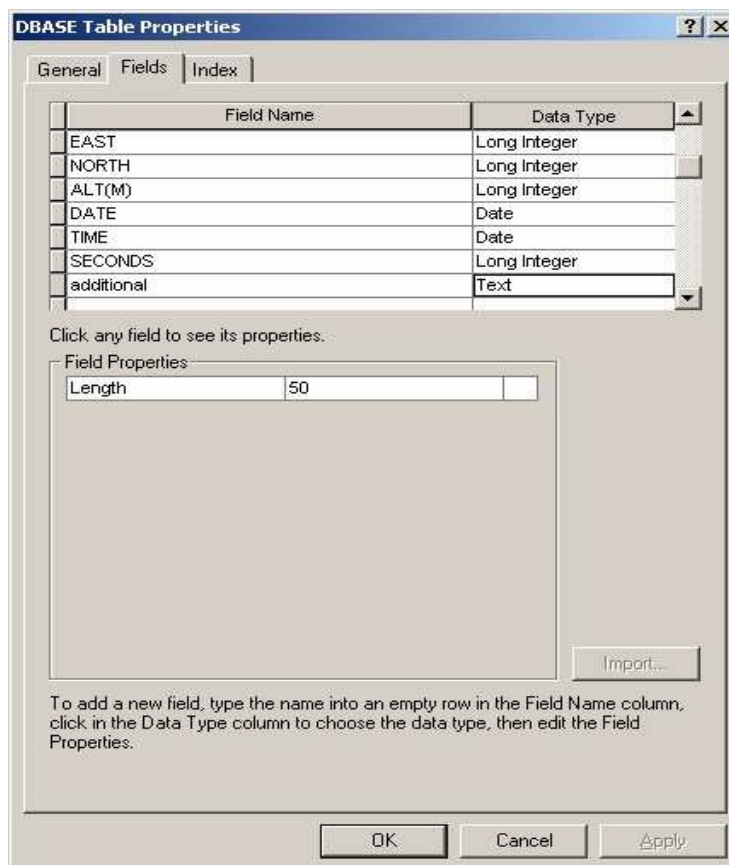 DBASE Table Properties
General Fields Index
Field Name Data Type
EAST Long Integer
NORTH Long Integer
ALT(M) Long Integer
DATE Date
TIME Date
SECONDS Long Integer
additional Text
Click any field to see its properties.
Field Properties
Length 50
Import...
To add a new field, type the name into an empty row in the Field Name column,
click in the Data Type column to choose the data type, then edit the Field
Properties.
OK Cancel Apply